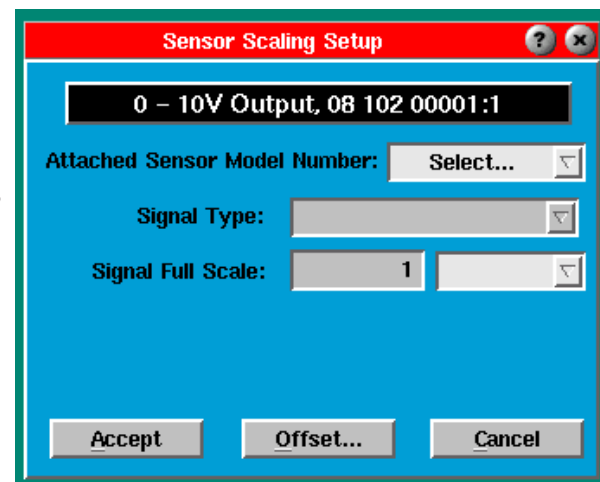 Sensor Scaling Setup ? x
0 – 10V Output, 08 102 00001:1
Attached Sensor Model Number: Select...
Signal Type:
Signal Full Scale: 1
Accept Offset... Cancel